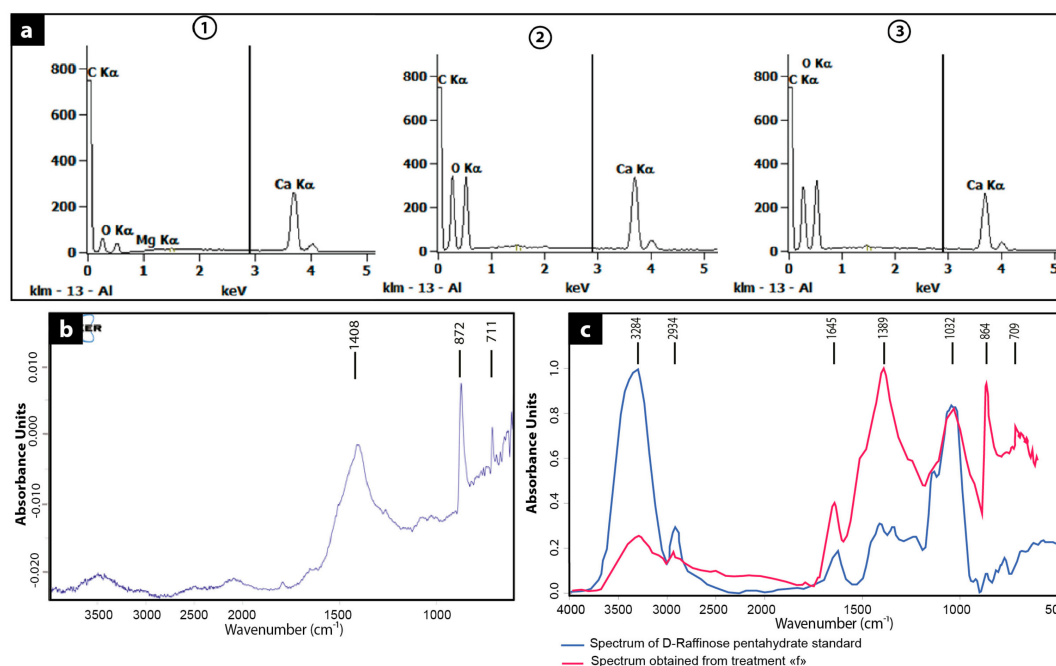 a
1
2
3
800
C Kα
600
400
200
0
O Kα
Mg Kα
Ca Kα
0 1 2 3 4 5
klm - 13 - Al keV
800
C Kα
600
400
200
0
O Kα
Ca Kα
0 1 2 3 4 5
klm - 13 - Al keV
O Kα
800
C Kα
600
400
200
0
Ca Kα
0 1 2 3 4 5
klm - 13 - Al keV
b
KER
1408
872
711
Absorbance Units
0.010
0.000
-0.010
-0.020
3500 3000 2500 2000 1500 1000
Wavenumber (cm⁻¹)
c
3284
2934
1645
1389
1032
864
709
Absorbance Units
1.0
0.8
0.6
0.4
0.2
0.0
4000 3500 3000 2500 2000 1500 1000 500
Wavenumber (cm⁻¹)
Spectrum of D-Raffinose pentahydrate standard
Spectrum obtained from treatment «f»